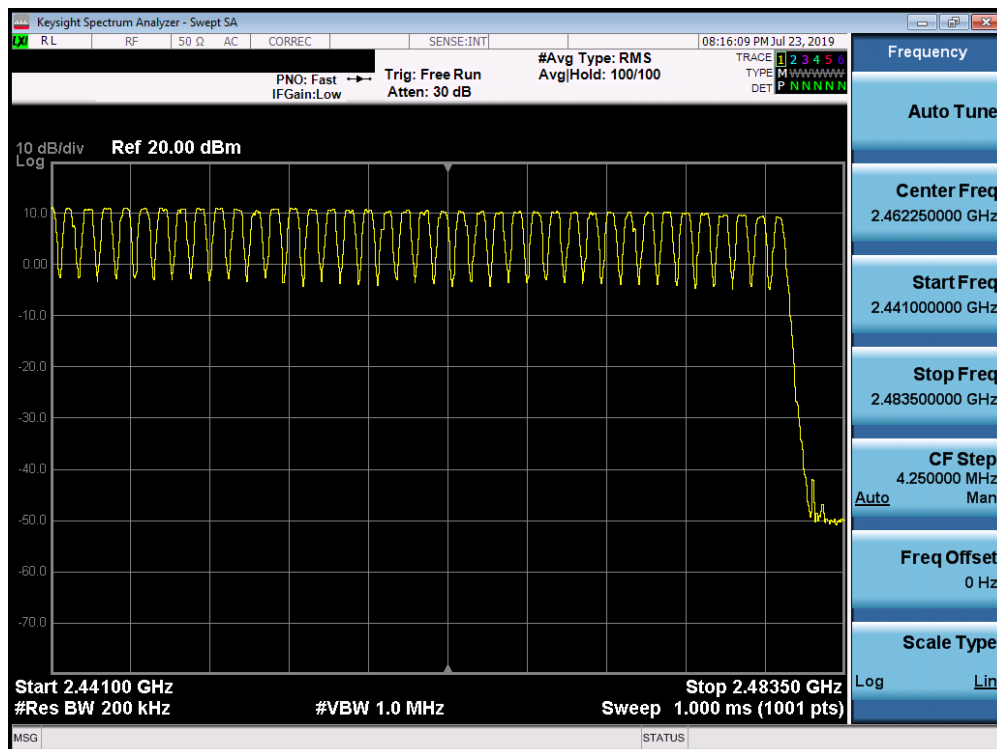 Keysight Spectrum Analyzer - Swept SA
LXI RL RF 50 Ω AC CORREC SENSE:INT 08:16:09 PM Jul 23, 2019
PNO: Fast
IFGain:Low
Trig: Free Run
Atten: 30 dB
#Avg Type: RMS
Avg|Hold: 100/100
TRACE 1 2 3 4 5 6
TYPE M WWWWW
DET P N N N N N
10 dB/div Ref 20.00 dBm
Log
10.0
0.00
-10.0
-20.0
-30.0
-40.0
-50.0
-60.0
-70.0
Start 2.44100 GHz Stop 2.48350 GHz
#Res BW 200 kHz #VBW 1.0 MHz Sweep 1.000 ms (1001 pts)
MSG STATUS
Frequency
Auto Tune
Center Freq
2.462250000 GHz
Start Freq
2.441000000 GHz
Stop Freq
2.483500000 GHz
CF Step
4.250000 MHz
Auto Man
Freq Offset
0 Hz
Scale Type
Log Lin